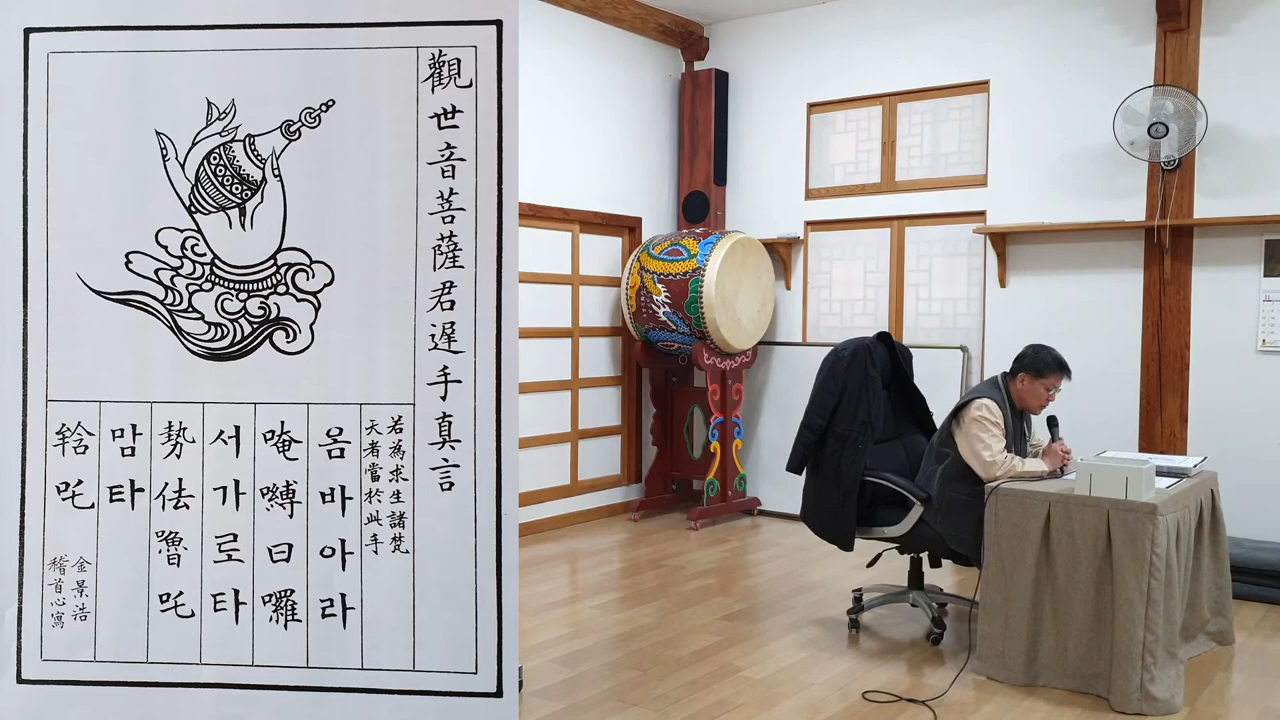 觀世音菩薩君遲手真言
若為求生諸梵
天者當於此手
옴바아라
唵嚩日囉
서가로타
勢佉嚕吒
맘타
𤚥吒
金景浩
稽首心寫